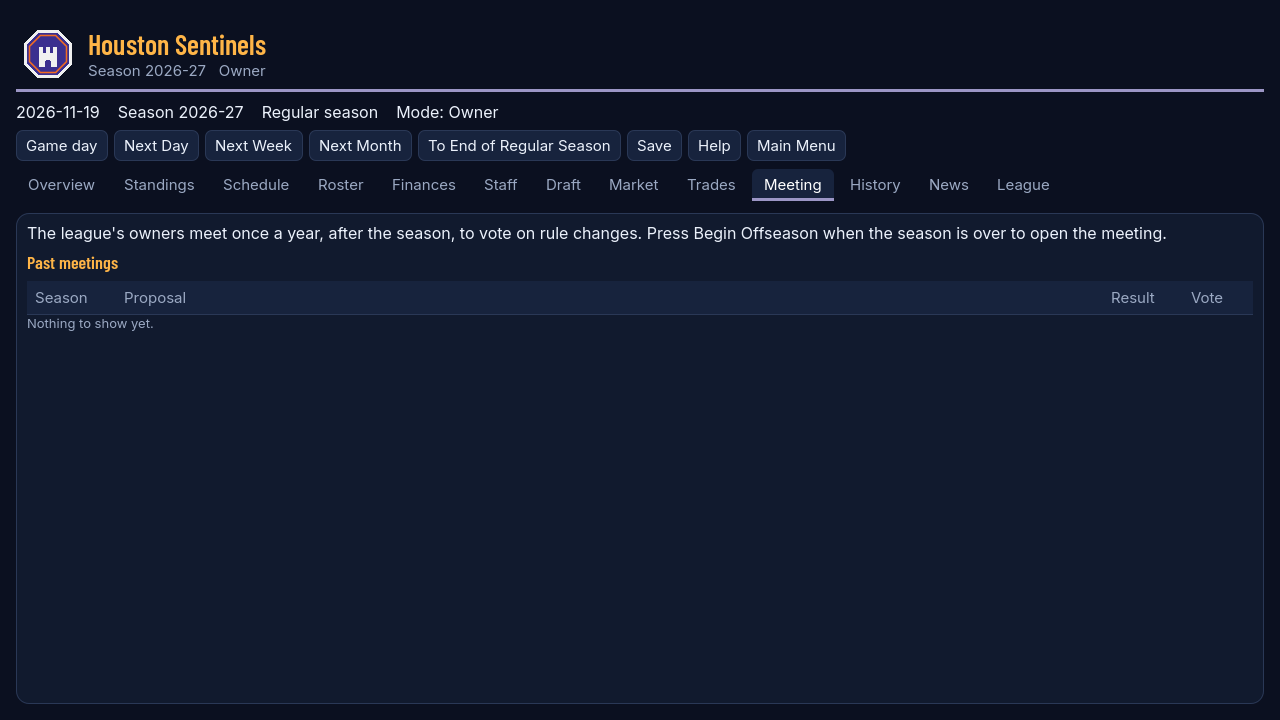 Houston Sentinels
Season 2026-27 Owner
2026-11-19 Season 2026-27 Regular season Mode: Owner
Game day Next Day Next Week Next Month To End of Regular Season Save Help Main Menu
Overview Standings Schedule Roster Finances Staff Draft Market Trades Meeting History News League
The league's owners meet once a year, after the season, to vote on rule changes. Press Begin Offseason when the season is over to open the meeting.
Past meetings
Season Proposal Result Vote
Nothing to show yet.